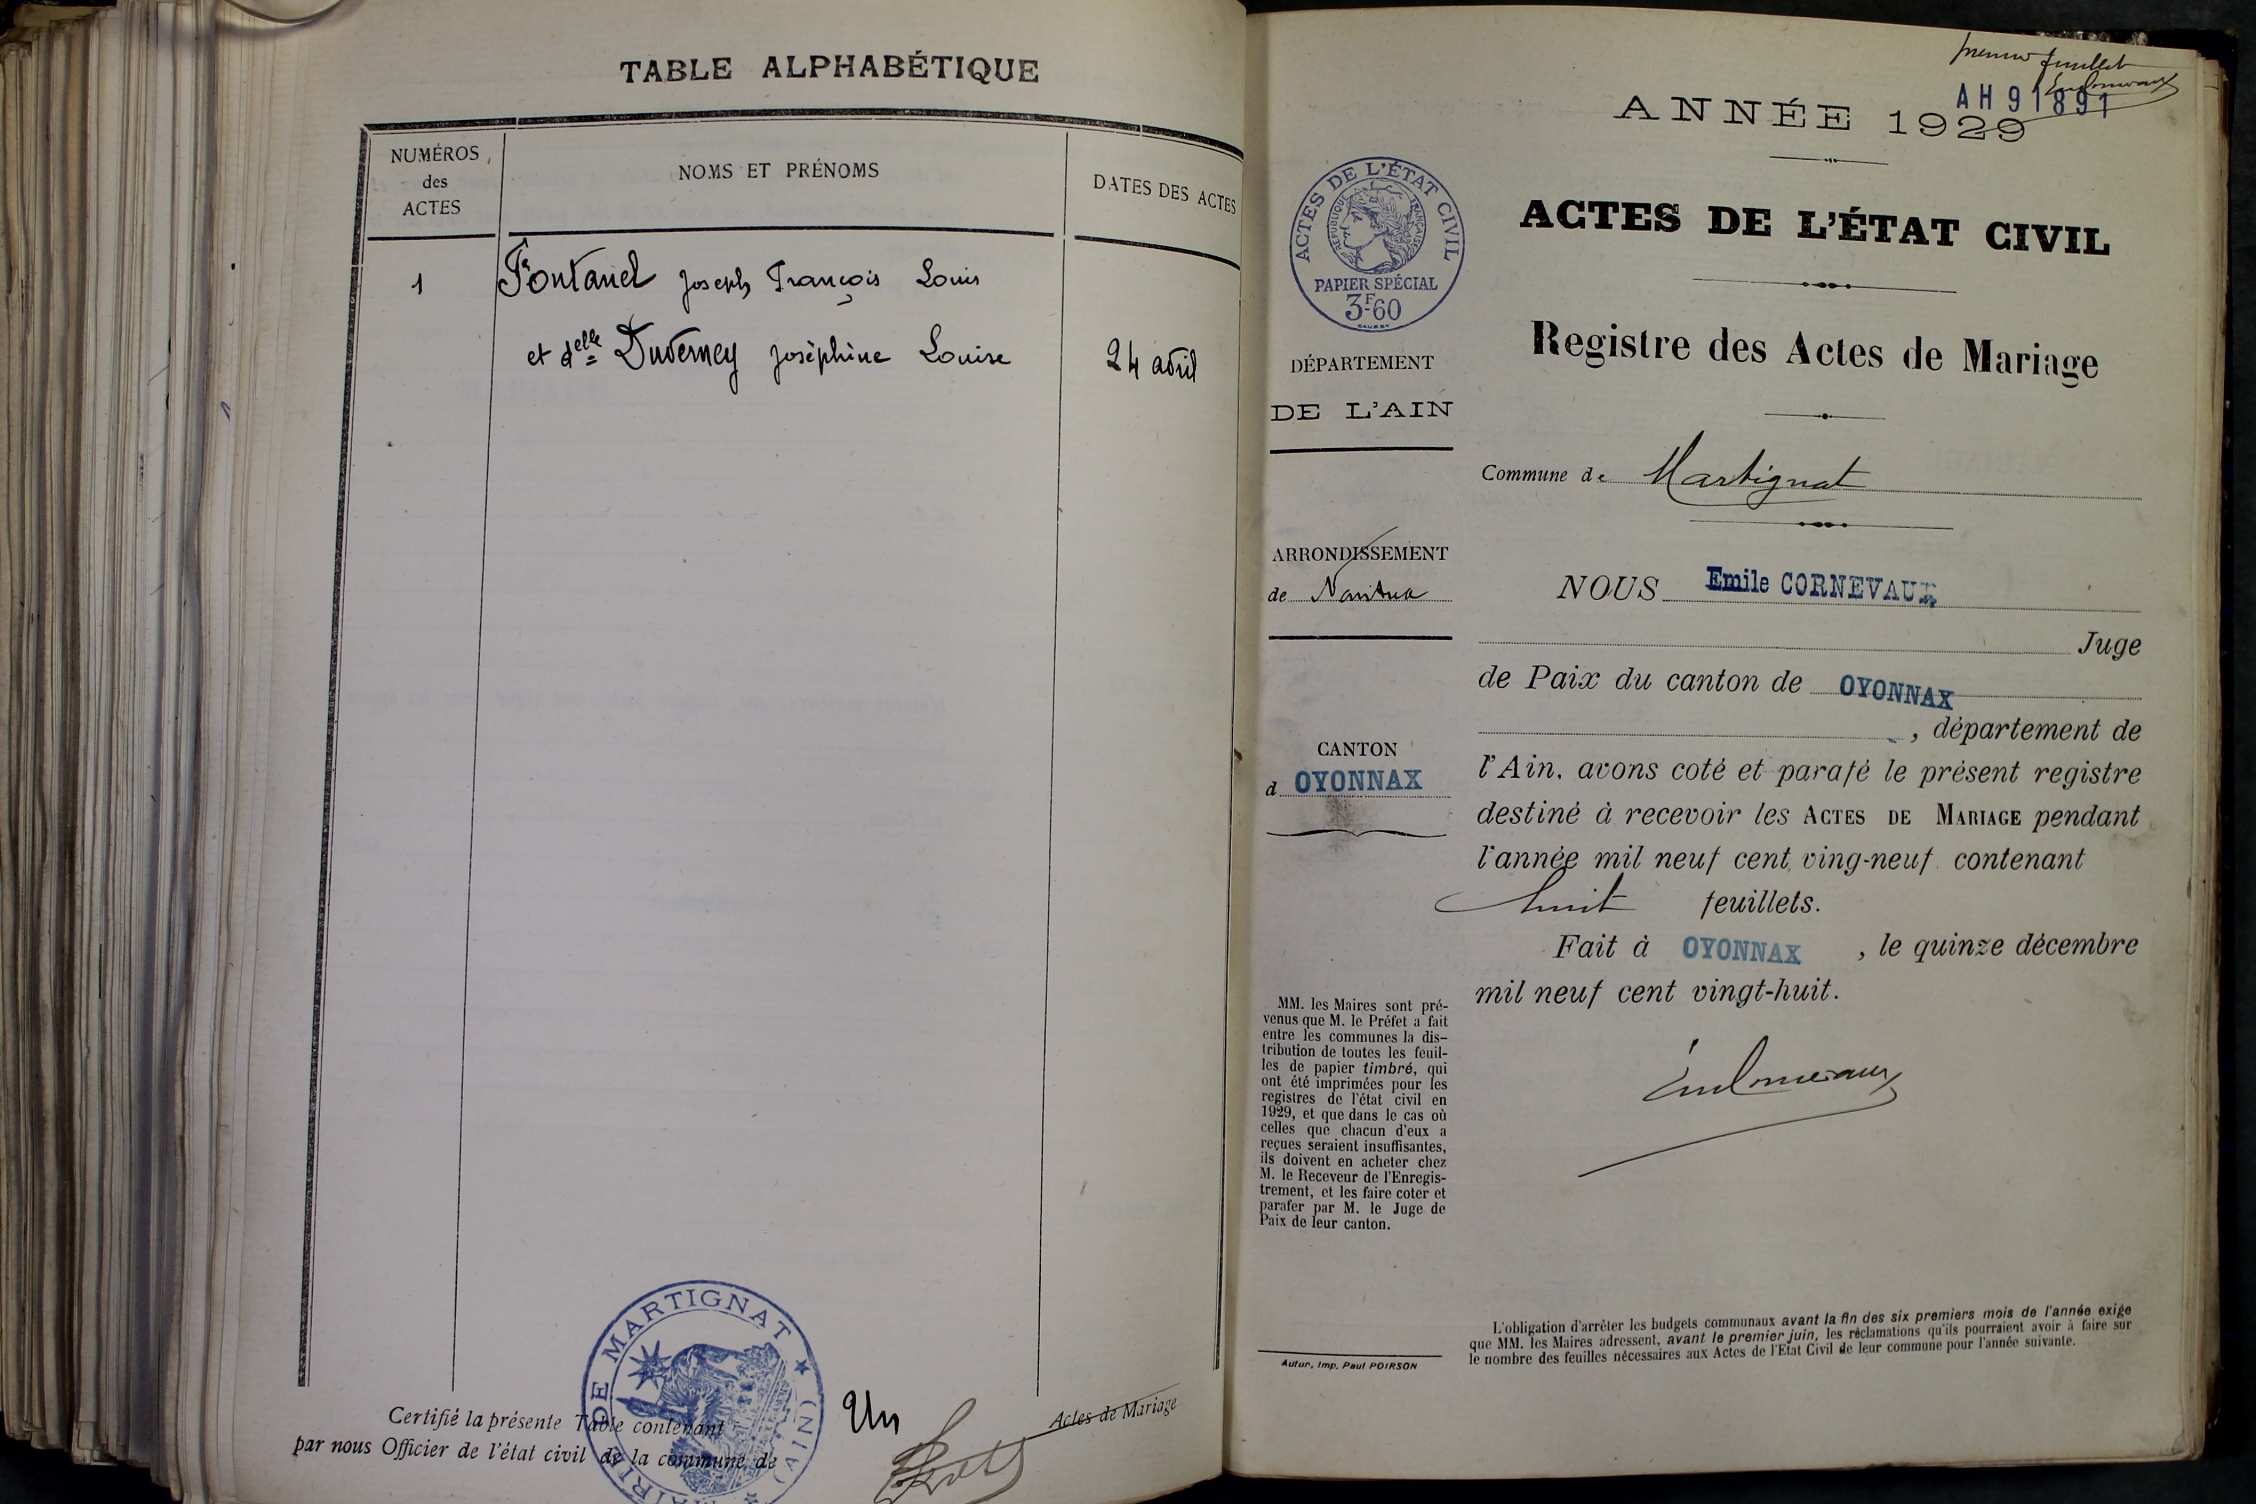 TABLE ALPHABÉTIQUE
NUMÉROS
des
ACTES
NOMS ET PRÉNOMS
DATES DES ACTES
1
Fontanel Joseph François Louis
et delle Duverney Joséphine Louise
24 avril
DE MARTIGNAT ★ (AIN) ★ MAIRIE
Certifié la présente Table contenant Un Actes de Mariage
par nous Officier de l'état civil de la commune de
premier feuillet
AH 91891
ANNÉE 1929
ACTES DE L'ÉTAT CIVIL
RÉPUBLIQUE FRANÇAISE
PAPIER SPÉCIAL
3F60
DÉPARTEMENT
DE L'AIN
ARRONDISSEMENT
de Nantua
CANTON
d OYONNAX
MM. les Maires sont pré-
venus que M. le Préfet a fait
entre les communes la dis-
tribution de toutes les feuil-
les de papier timbré, qui
ont été imprimées pour les
registres de l'état civil en
1929, et que dans le cas où
celles que chacun d'eux a
reçues seraient insuffisantes,
ils doivent en acheter chez
M. le Receveur de l'Enregis-
trement, et les faire coter et
parafer par M. le Juge de
Paix de leur canton.
Autun, Imp. Paul POIRSON
ACTES DE L'ÉTAT CIVIL
Registre des Actes de Mariage
Commune de Martignat
NOUS Emile CORNEVAUX
Juge
de Paix du canton de OYONNAX
, département de
l'Ain, avons coté et parafé le présent registre
destiné à recevoir les ACTES DE MARIAGE pendant
l'année mil neuf cent ving-neuf contenant
huit feuillets.
Fait à OYONNAX , le quinze décembre
mil neuf cent vingt-huit.
L'obligation d'arrêter les budgets communaux avant la fin des six premiers mois de l'année exige
que MM. les Maires adressent, avant le premier juin, les réclamations qu'ils pourraient avoir à faire sur
le nombre des feuilles nécessaires aux Actes de l'Etat Civil de leur commune pour l'année suivante.